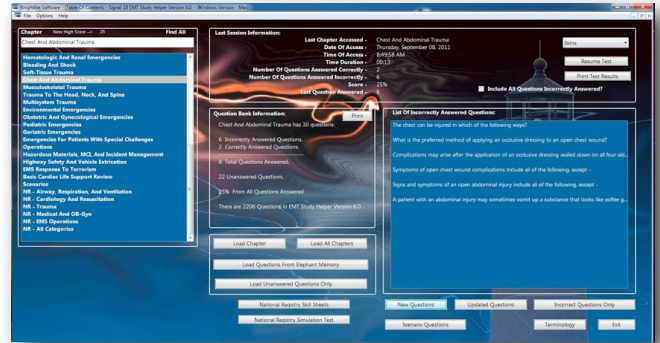 Knightlite Software - [Table Of Contents - Signal 18 EMT Study Helper Version 6.0 : Windows Version - Mac]
File Options Help
Chapter New High Score --> 25 Find All
Chest And Abdominal Trauma
Hematologic And Renal Emergencies
Bleeding And Shock
Soft-Tissue Trauma
Chest And Abdominal Trauma
Musculoskeletal Trauma
Trauma To The Head, Neck, And Spine
Multisystem Trauma
Environmental Emergencies
Obstetric And Gynecological Emergencies
Pediatric Emergencies
Geriatric Emergencies
Emergencies For Patients With Special Challenges
Operations
Hazardous Materials, MCI, And Incident Management
Highway Safety And Vehicle Extrication
EMS Response To Terrorism
Basic Cardiac Life Support Review
Scenarios
NR - Airway, Respiration, And Ventilation
NR - Cardiology And Resuscitation
NR - Trauma
NR - Medical And OB-Gyn
NR - EMS Operations
NR - All Categories
Last Session Information:
Last Chapter Accessed - Chest And Abdominal Trauma
Date Of Access - Thursday, September 08, 2011
Time Of Access - 8:49:58 AM
Time Duration - 00:13
Number Of Questions Answered Correctly - 2
Number Of Questions Answered Incorrectly - 6
Score - 25%
Last Question Answered -
Skins
Resume Test
Print Test Results
Include All Questions Incorrectly Answered?
Question Bank Information:
Print
Chest And Abdominal Trauma has 30 questions.
6 Incorrectly Answered Questions.
2 Correctly Answered Questions.
8 Total Questions Answered.
22 Unanswered Questions.
25% From All Questions Answered
There are 2206 Questions in EMT Study Helper Version 6.0
List Of Incorrectly Answered Questions:
The chest can be injured in which of the following ways?
What is the preferred method of applying an occlusive dressing to an open chest wound?
Complications may arise after the application of an occlusive dressing sealed down on all four sid...
Symptoms of open chest wound complications include all of the following, except -
Signs and symptoms of an open abdominal injury include all of the following, except -
A patient with an abdominal injury may sometimes vomit up a substance that looks like coffee g...
Load Chapter
Load All Chapters
Load Questions From Elephant Memory
Load Unanswered Questions Only
National Registry Skill Sheets
National Registry Simulation Test
New Questions
Updated Questions
Incorrect Questions Only
Scenario Questions
Terminology
Exit